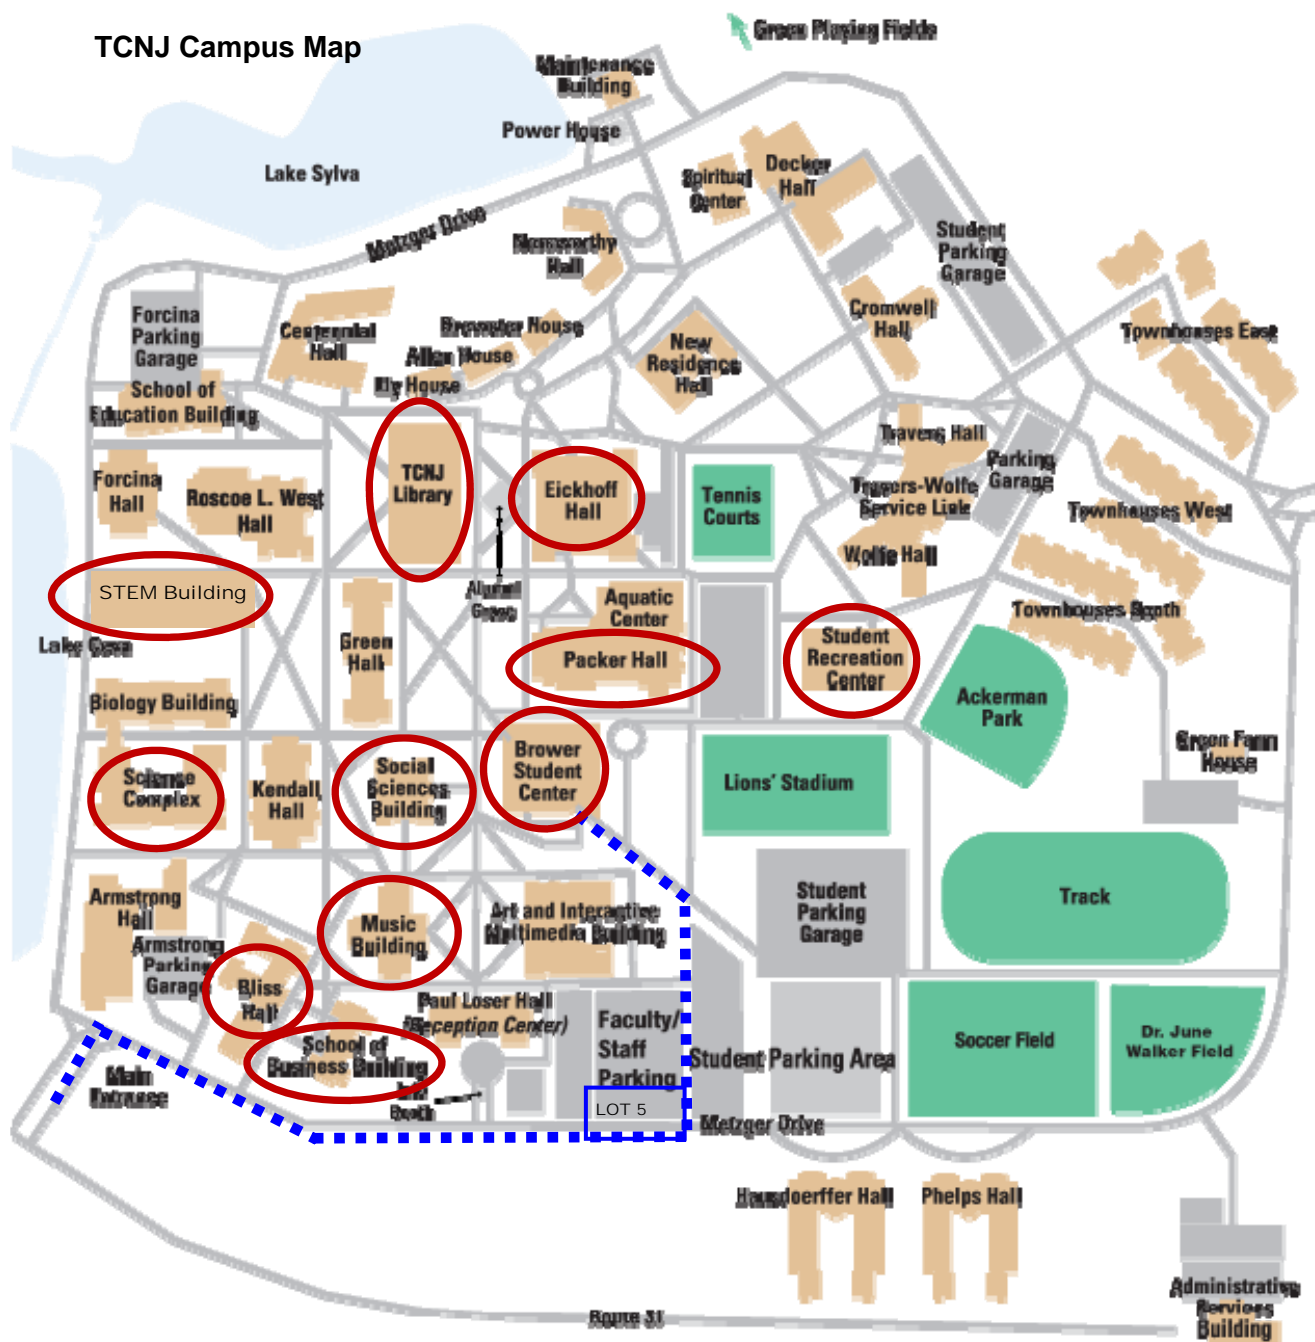 TCNJ Campus Map
Green Playing Fields
Maintenance
Building
Power House
Lake Sylva
Metzger Drive
Spiritual
Center
Decker
Hall
Student
Parking
Garage
Norsworthy
Hall
Forcina
Parking
Garage
Centennial
Hall
Brewster House
Allen House
Ely House
New
Residence
Hall
Cromwell
Hall
Townhouses East
School of
Education Building
Travers Hall
Parking
Garage
Forcina
Hall
Roscoe L. West
Hall
TCNJ
Library
Eickhoff
Hall
Tennis
Courts
Travers-Wolfe
Service Link
Townhouses West
Wolfe Hall
STEM Building
Alumni
Grove
Aquatic
Center
Townhouses South
Lake Ceva
Green
Hall
Packer Hall
Student
Recreation
Center
Ackerman
Park
Biology Building
Green Farm
House
Science
Complex
Kendall
Hall
Social
Sciences
Building
Brower
Student
Center
Lions' Stadium
Armstrong
Hall
Music
Building
Art and Interactive
Multimedia Building
Student
Parking
Garage
Track
Armstrong
Parking
Garage
Bliss
Hall
Paul Loser Hall
(Reception Center)
Faculty/
Staff
Parking
School of
Business Building
Student Parking Area
Soccer Field
Dr. June
Walker Field
Main
Entrance
Info
Booth
LOT 5
Metzger Drive
Hausdoerffer Hall
Phelps Hall
Route 31
Administrative
Services
Building